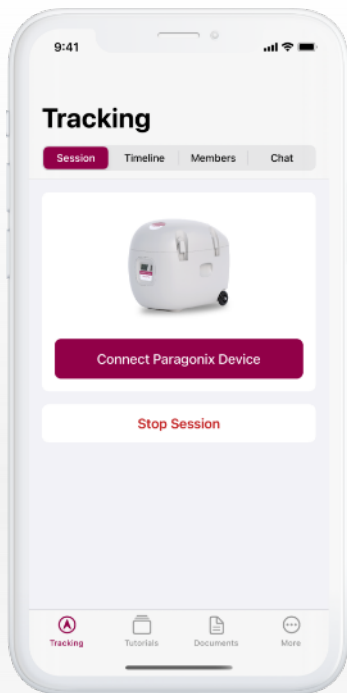 9:41
Tracking
Session Timeline Members Chat
Connect Paragonix Device
Stop Session
Tracking Tutorials Documents More